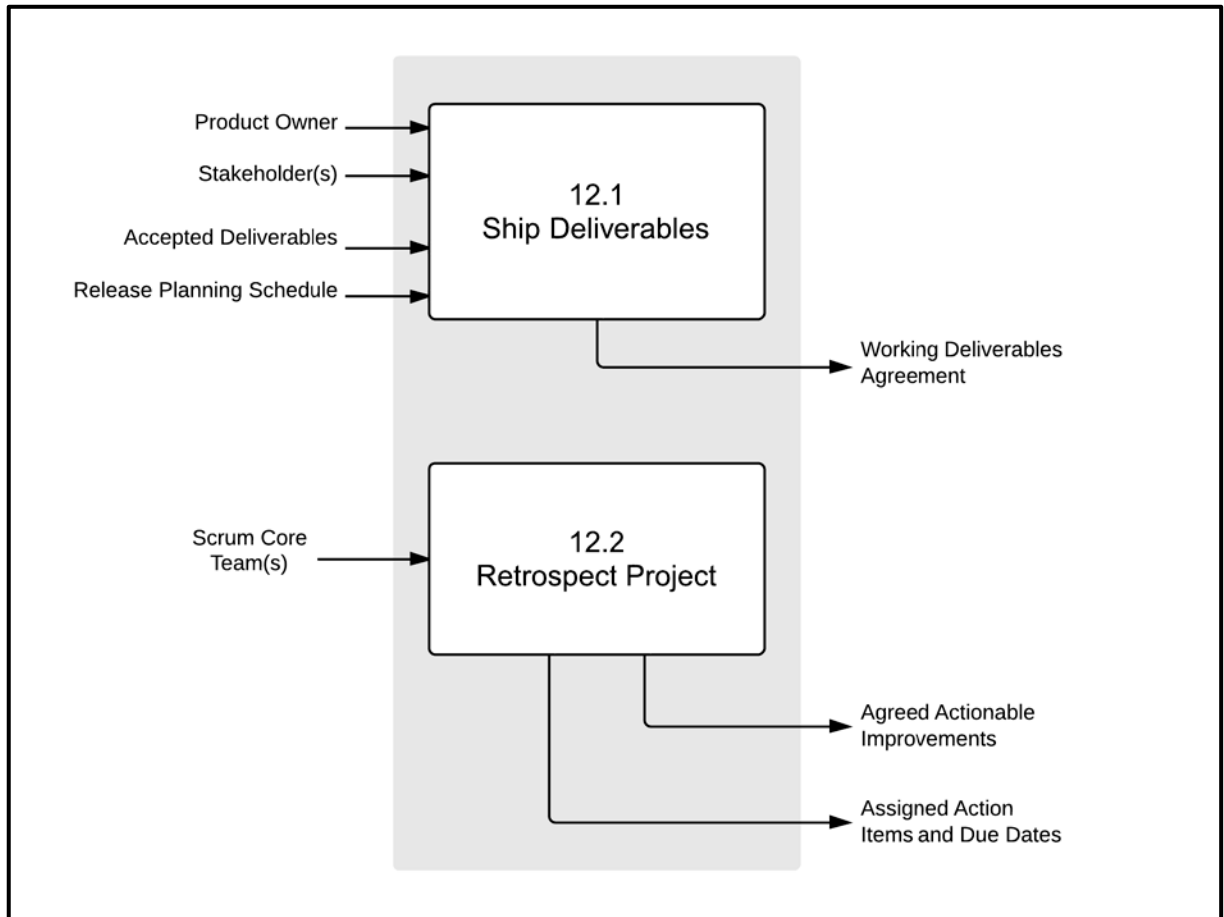 Product Owner
Stakeholder(s)
Accepted Deliverables
Release Planning Schedule
12.1
Ship Deliverables
Working Deliverables
Agreement
Scrum Core
Team(s)
12.2
Retrospect Project
Agreed Actionable
Improvements
Assigned Action
Items and Due Dates